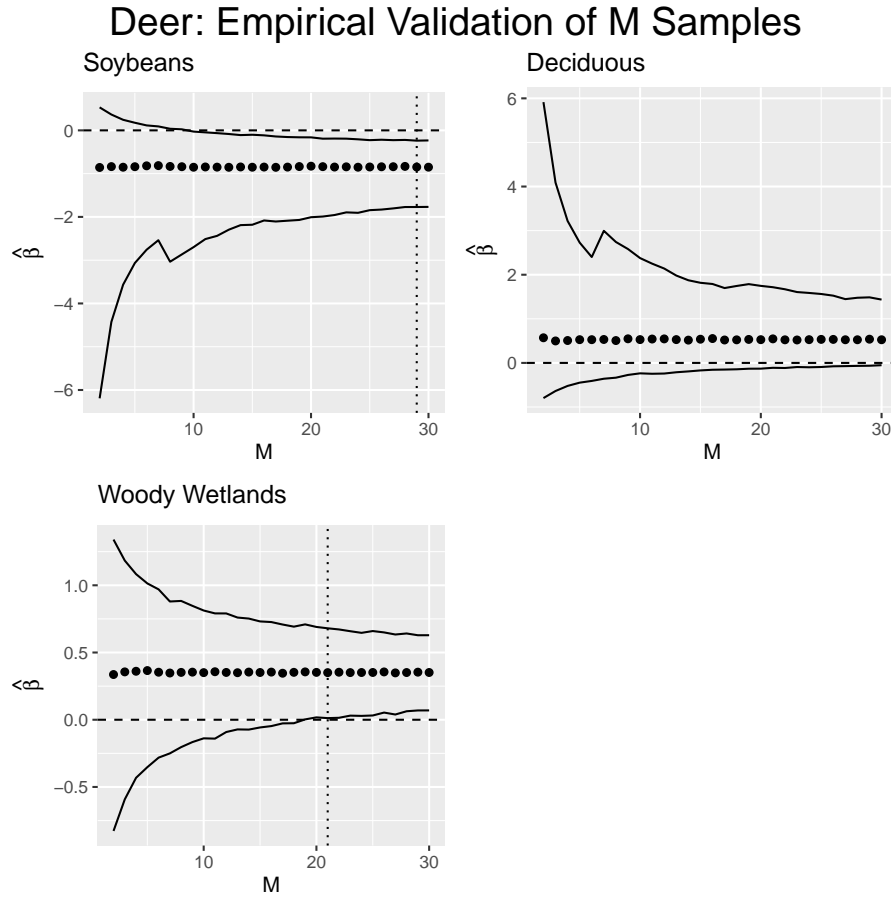 Deer: Empirical Validation of M Samples
Soybeans
0
−2
−4
−6
β̂
10
20
30
M
Deciduous
6
4
2
0
β̂
10
20
30
M
Woody Wetlands
1.0
0.5
0.0
−0.5
β̂
10
20
30
M